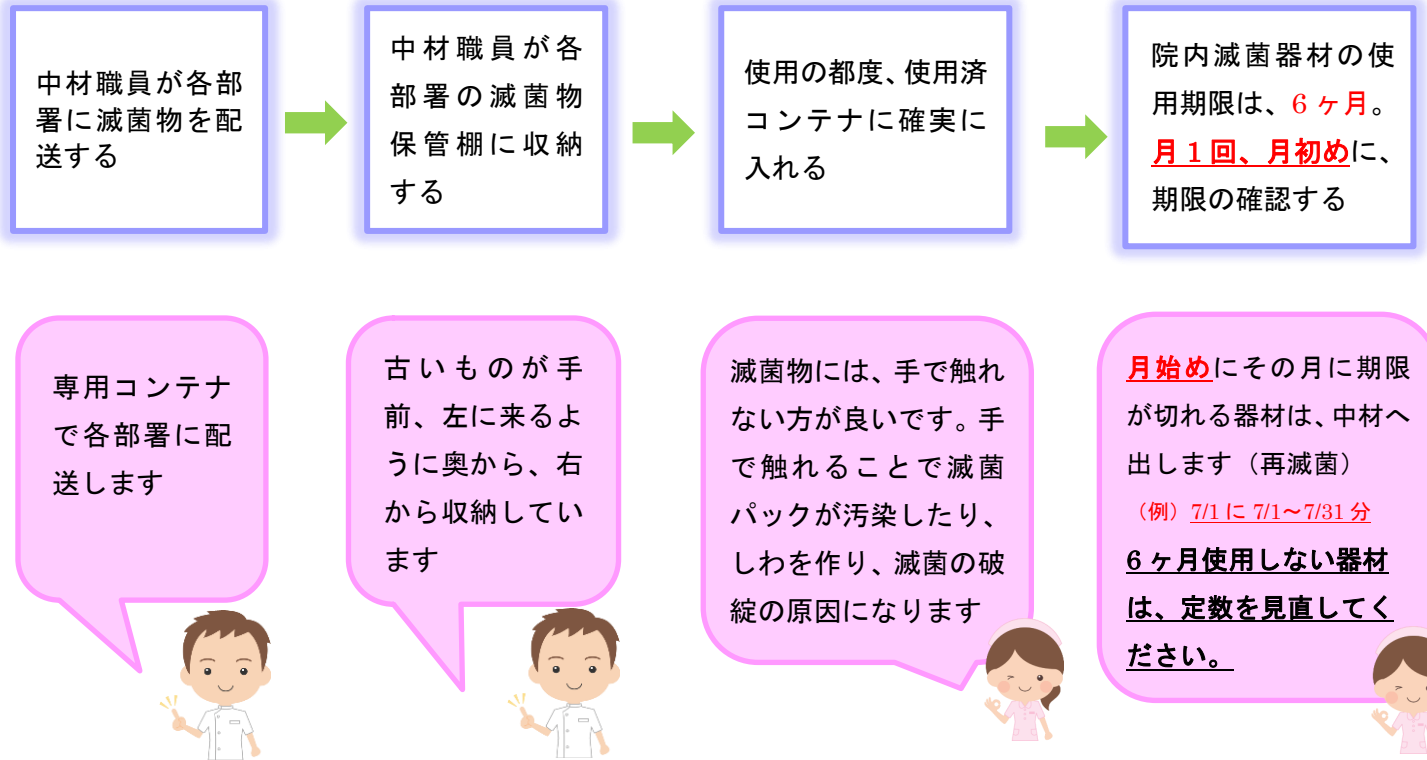 中材職員が各部
署に滅菌物を配
送する
中材職員が各
部署の滅菌物
保管棚に収納
する
使用の都度、使用済
コンテナに確実に
入れる
院内滅菌器材の使
用期限は、6ヶ月。
月1回、月初めに、
期限の確認する
専用コンテナ
で各部署に配
送します
古いものが手
前、左に来るよ
うに奥から、右
から収納してい
ます
滅菌物には、手で触れ
ない方が良いです。手
で触れることで滅菌
パックが汚染したり、
しわを作り、滅菌の破
綻の原因になります
月始めにその月に期限
が切れる器材は、中材へ
出します（再滅菌）
（例）7/1に7/1～7/31分
6ヶ月使用しない器材
は、定数を見直してく
ださい。